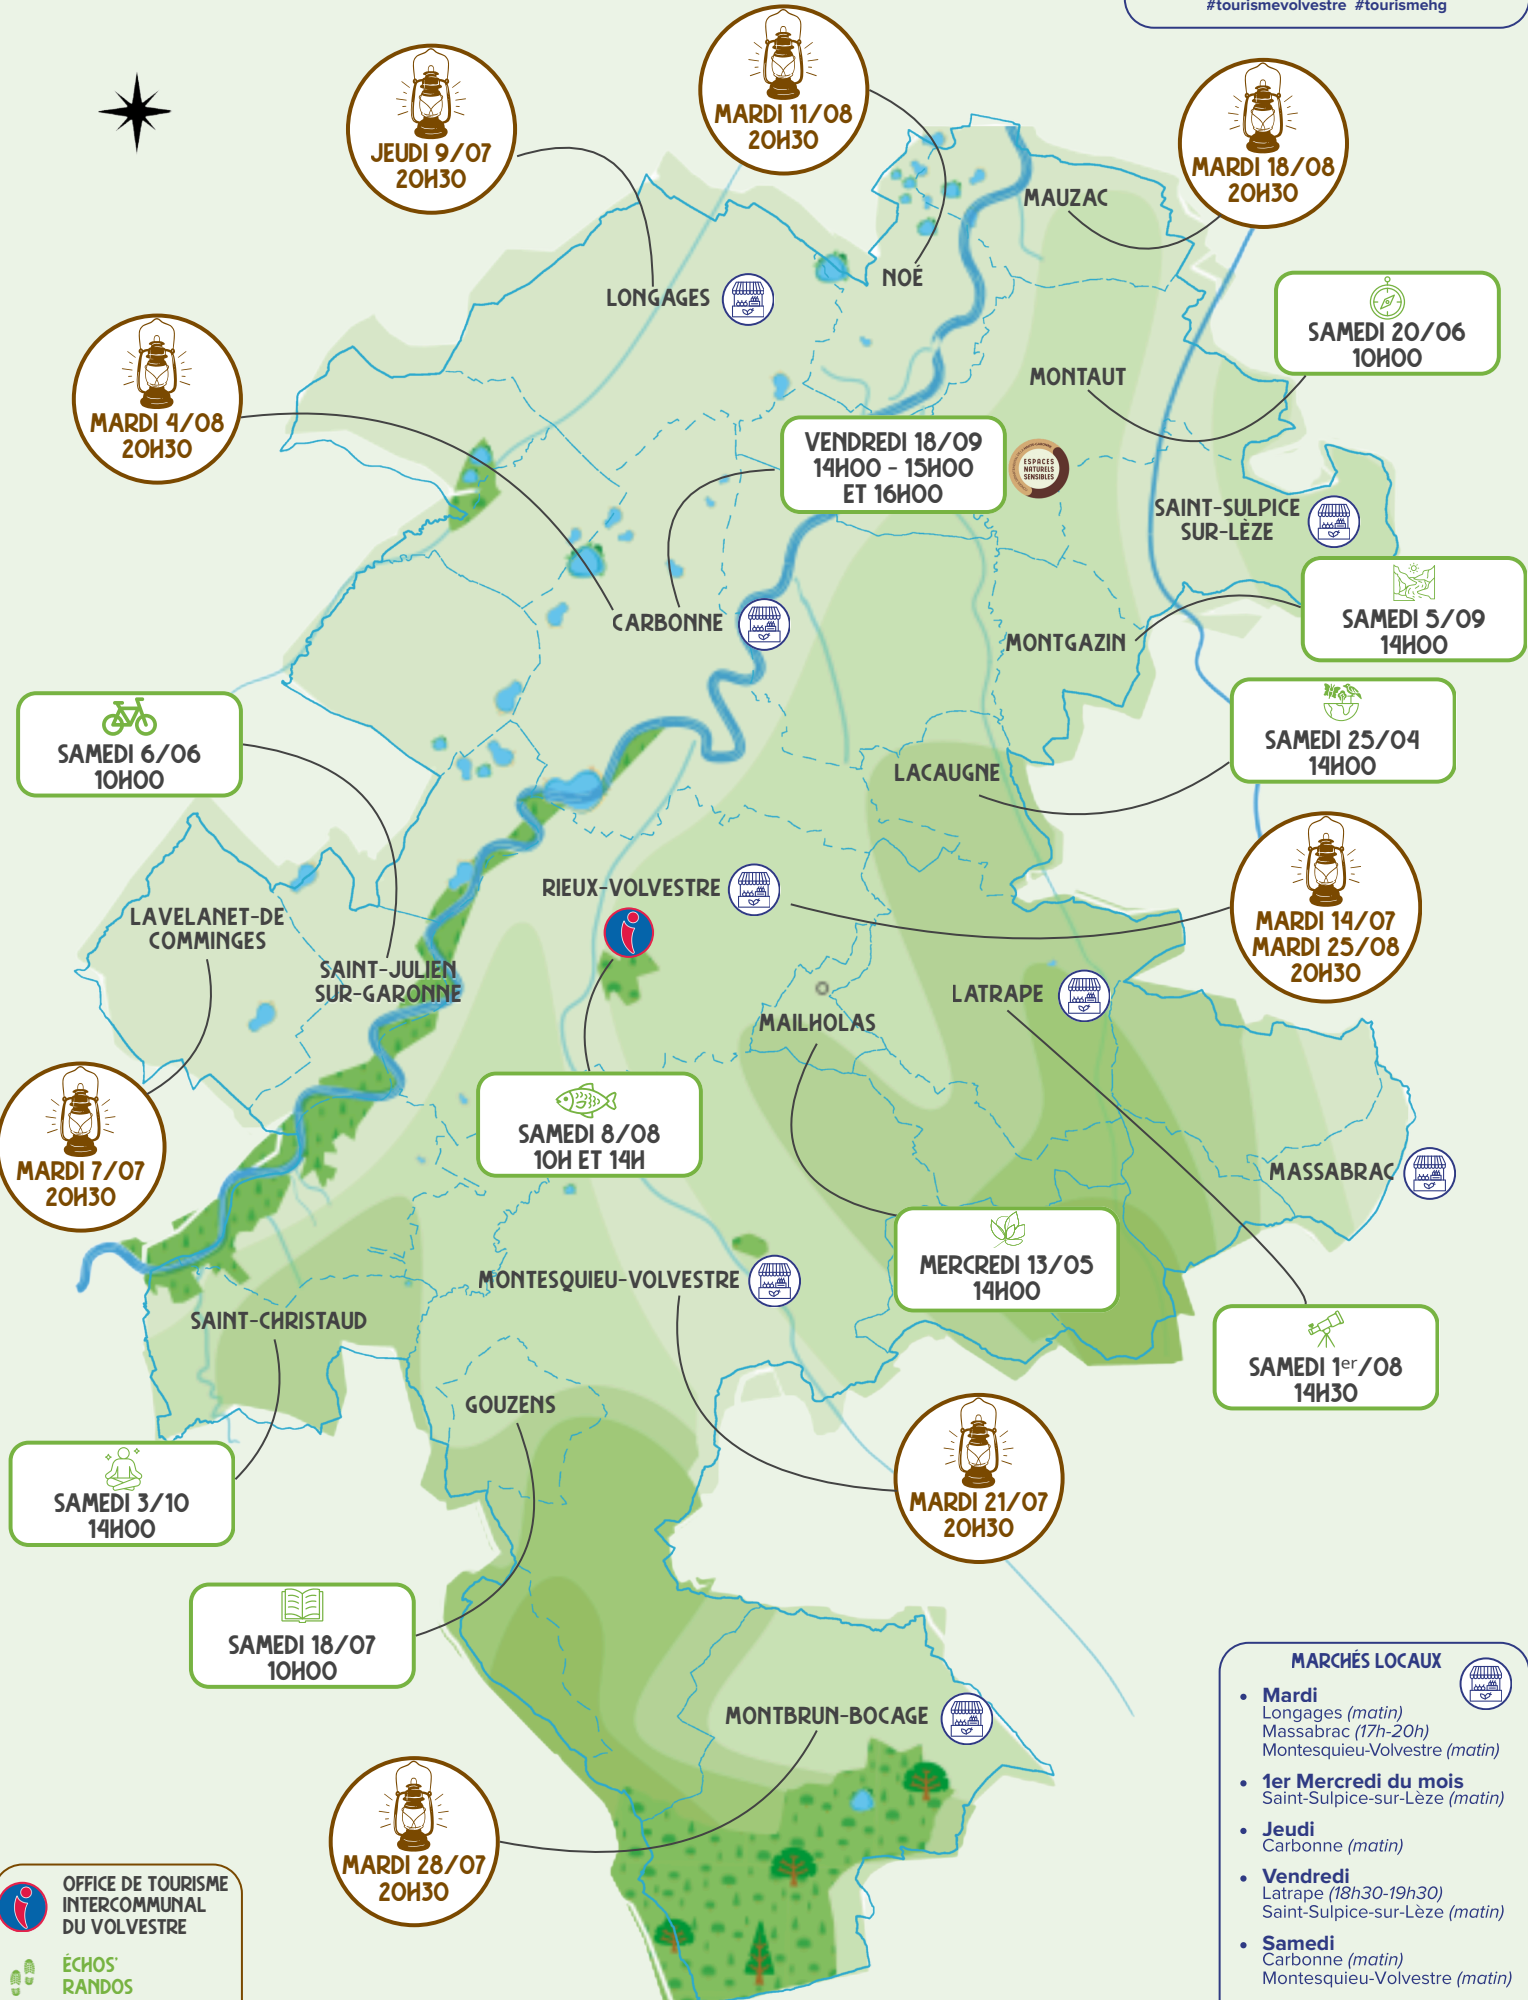 #tourismevolvestre #tourismehg
JEUDI 9/07
20H30
MARDI 11/08
20H30
MARDI 18/08
20H30
MAUZAC
NOÉ
LONGAGES
SAMEDI 20/06
10H00
MARDI 4/08
20H30
MONTAUT
VENDREDI 18/09
14H00 - 15H00
ET 16H00
ESPACES
NATURELS
SENSIBLES
SAINT-SULPICE
SUR-LÈZE
CARBONNE
MONTGAZIN
SAMEDI 5/09
14H00
SAMEDI 6/06
10H00
SAMEDI 25/04
14H00
LACAUGNE
RIEUX-VOLVESTRE
MARDI 14/07
MARDI 25/08
20H30
LAVELANET-DE
COMMINGES
SAINT-JULIEN
SUR-GARONNE
LATRAPE
MAILHOLAS
MARDI 7/07
20H30
SAMEDI 8/08
10H ET 14H
MASSABRAC
MERCREDI 13/05
14H00
MONTESQUIEU-VOLVESTRE
SAINT-CHRISTAUD
SAMEDI 1er/08
14H30
GOUZENS
SAMEDI 3/10
14H00
MARDI 21/07
20H30
SAMEDI 18/07
10H00
MONTBRUN-BOCAGE
MARDI 28/07
20H30
OFFICE DE TOURISME
INTERCOMMUNAL
DU VOLVESTRE
ÉCHOS'
RANDOS
MARCHÉS LOCAUX
• Mardi
Longages (matin)
Massabrac (17h-20h)
Montesquieu-Volvestre (matin)
• 1er Mercredi du mois
Saint-Sulpice-sur-Lèze (matin)
• Jeudi
Carbonne (matin)
• Vendredi
Latrape (18h30-19h30)
Saint-Sulpice-sur-Lèze (matin)
• Samedi
Carbonne (matin)
Montesquieu-Volvestre (matin)